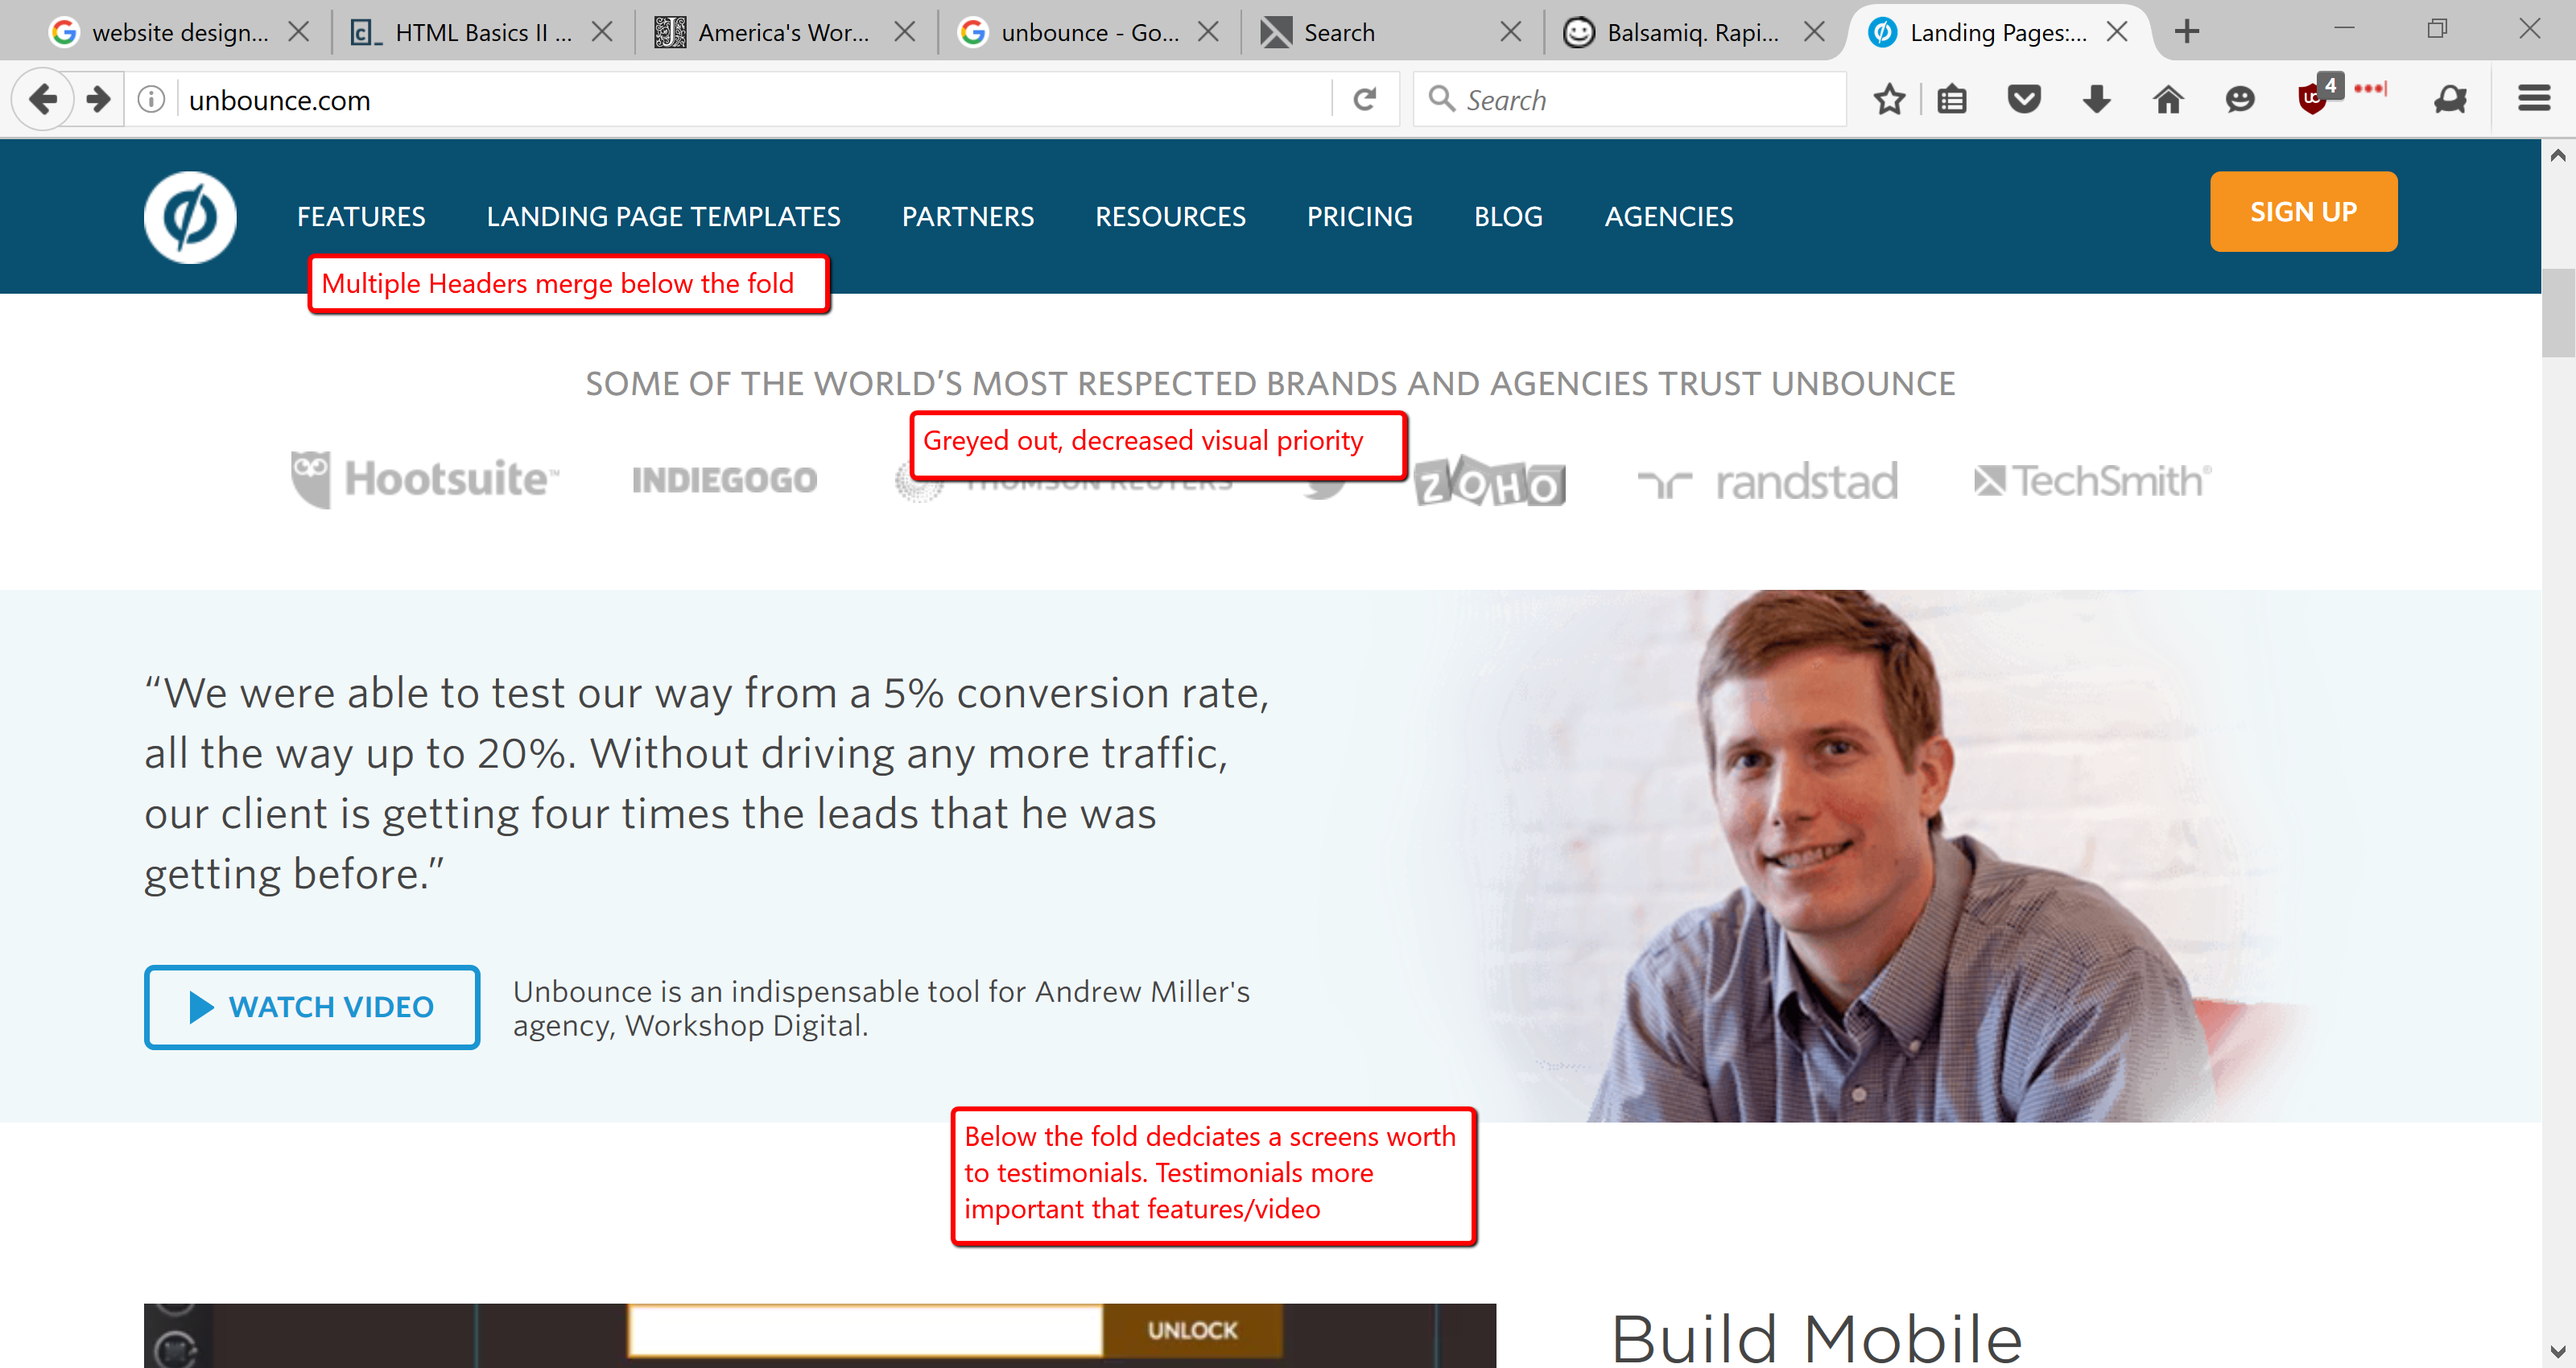 website design...
HTML Basics II ...
America's Wor...
unbounce - Go...
Search
Balsamiq. Rapi...
Landing Pages:...
unbounce.com
Search
4
FEATURES
LANDING PAGE TEMPLATES
PARTNERS
RESOURCES
PRICING
BLOG
AGENCIES
SIGN UP
Multiple Headers merge below the fold
SOME OF THE WORLD’S MOST RESPECTED BRANDS AND AGENCIES TRUST UNBOUNCE
Greyed out, decreased visual priority
Hootsuite™
INDIEGOGO
THOMSON REUTERS
ZOHO
randstad
TechSmith®
“We were able to test our way from a 5% conversion rate,
all the way up to 20%. Without driving any more traffic,
our client is getting four times the leads that he was
getting before.”
WATCH VIDEO
Unbounce is an indispensable tool for Andrew Miller's
agency, Workshop Digital.
Below the fold dedciates a screens worth
to testimonials. Testimonials more
important that features/video
UNLOCK
Build Mobile